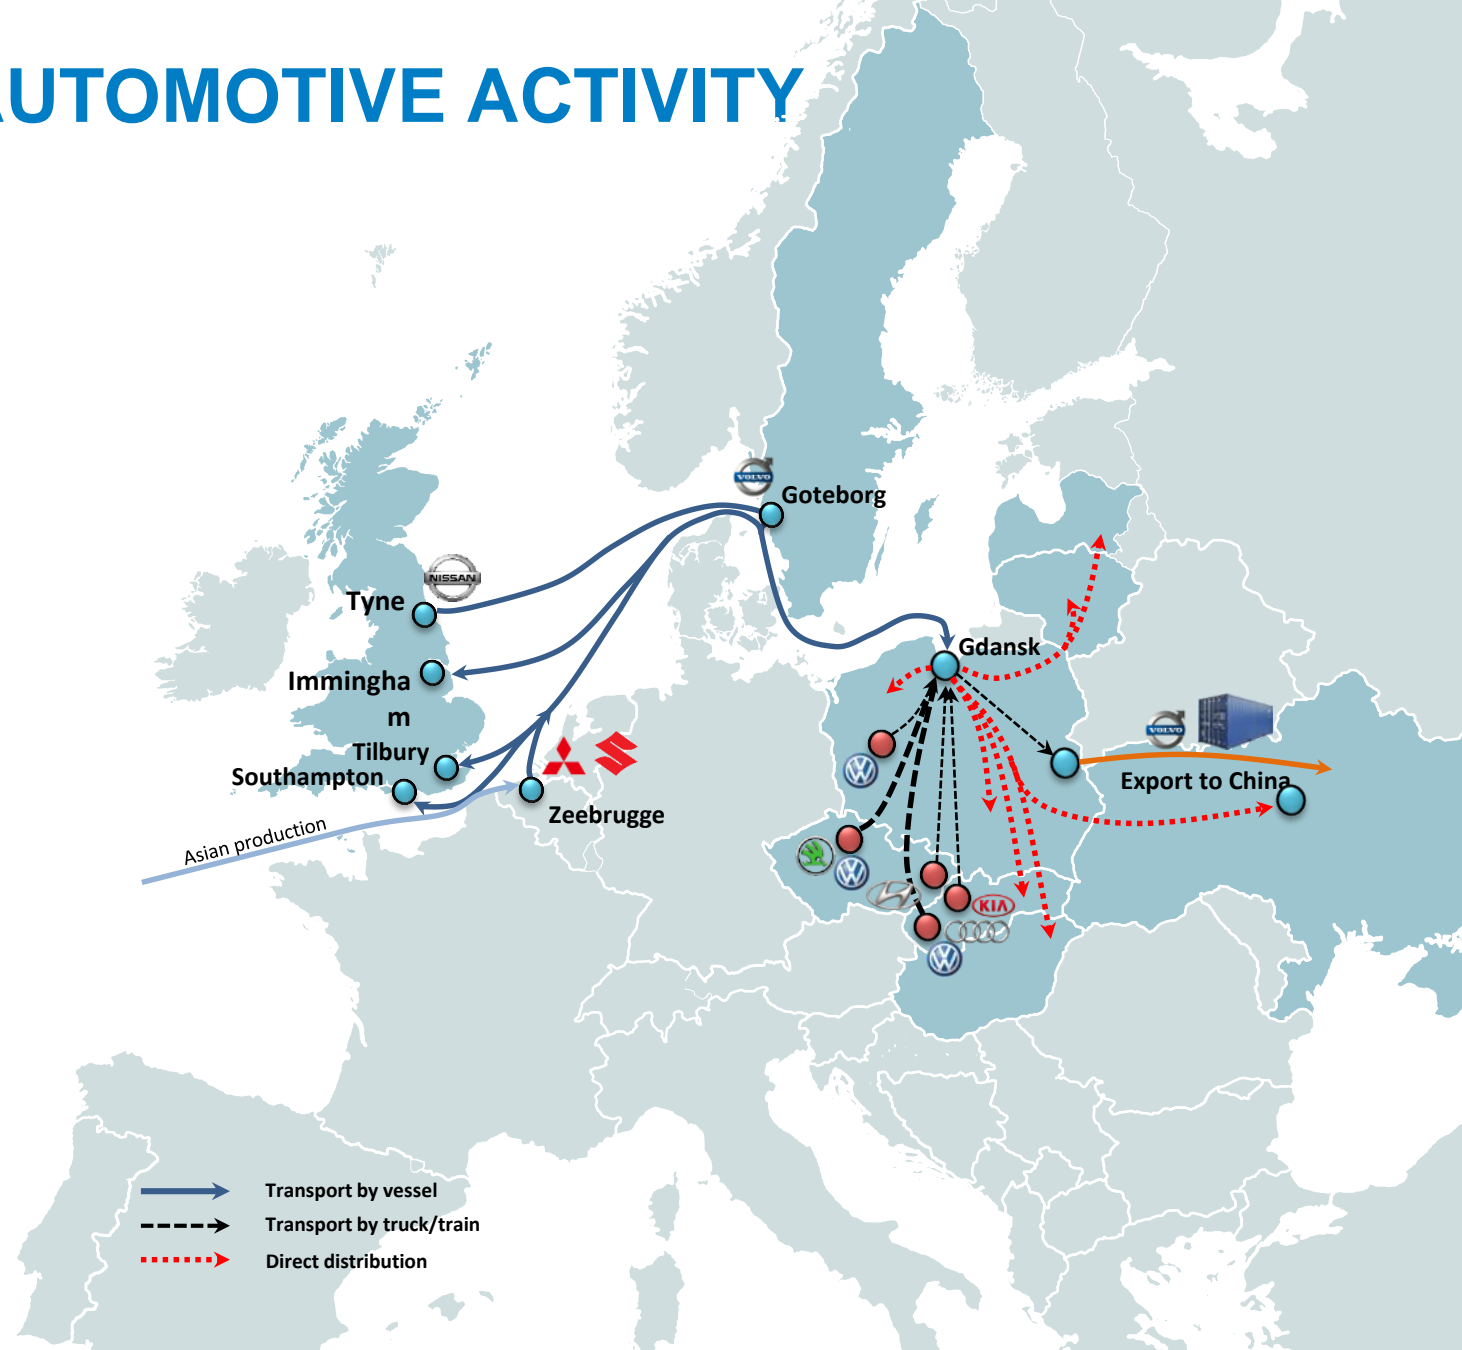 AUTOMOTIVE ACTIVITY
VOLVO
Goteborg
NISSAN
Tyne
Gdansk
Immingha
m
VOLVO
Tilbury
Southampton
Export to China
Zeebrugge
Asian production
KIA
Transport by vessel
Transport by truck/train
Direct distribution